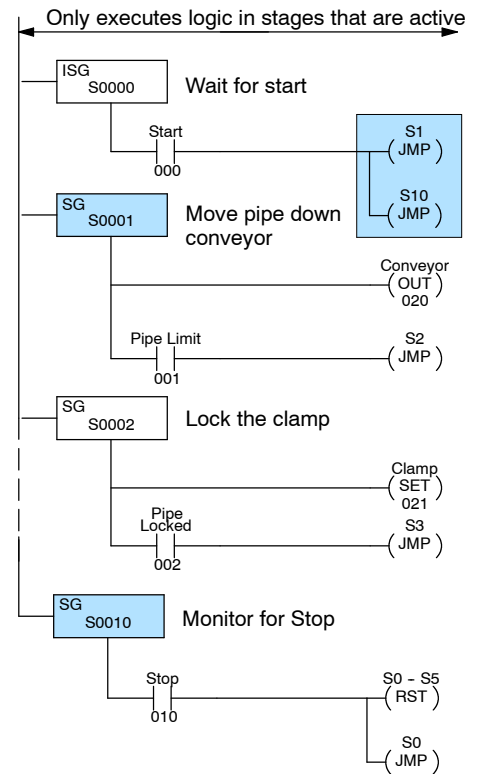 Only executes logic in stages that are active
ISG
S0000
Wait for start
Start
000
S1
JMP
S10
JMP
SG
S0001
Move pipe down
conveyor
Conveyor
OUT
020
Pipe Limit
001
S2
JMP
SG
S0002
Lock the clamp
Clamp
SET
021
Pipe
Locked
002
S3
JMP
SG
S0010
Monitor for Stop
Stop
010
S0 - S5
RST
S0
JMP